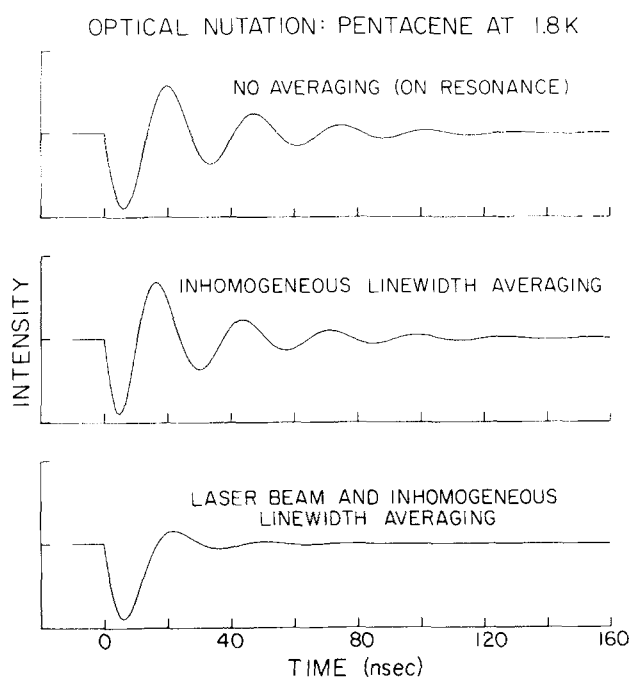 OPTICAL NUTATION: PENTACENE AT 1.8K
NO AVERAGING (ON RESONANCE)
INHOMOGENEOUS LINEWIDTH AVERAGING
INTENSITY
LASER BEAM AND INHOMOGENEOUS
LINEWIDTH AVERAGING
0 40 80 120 160
TIME (nsec)